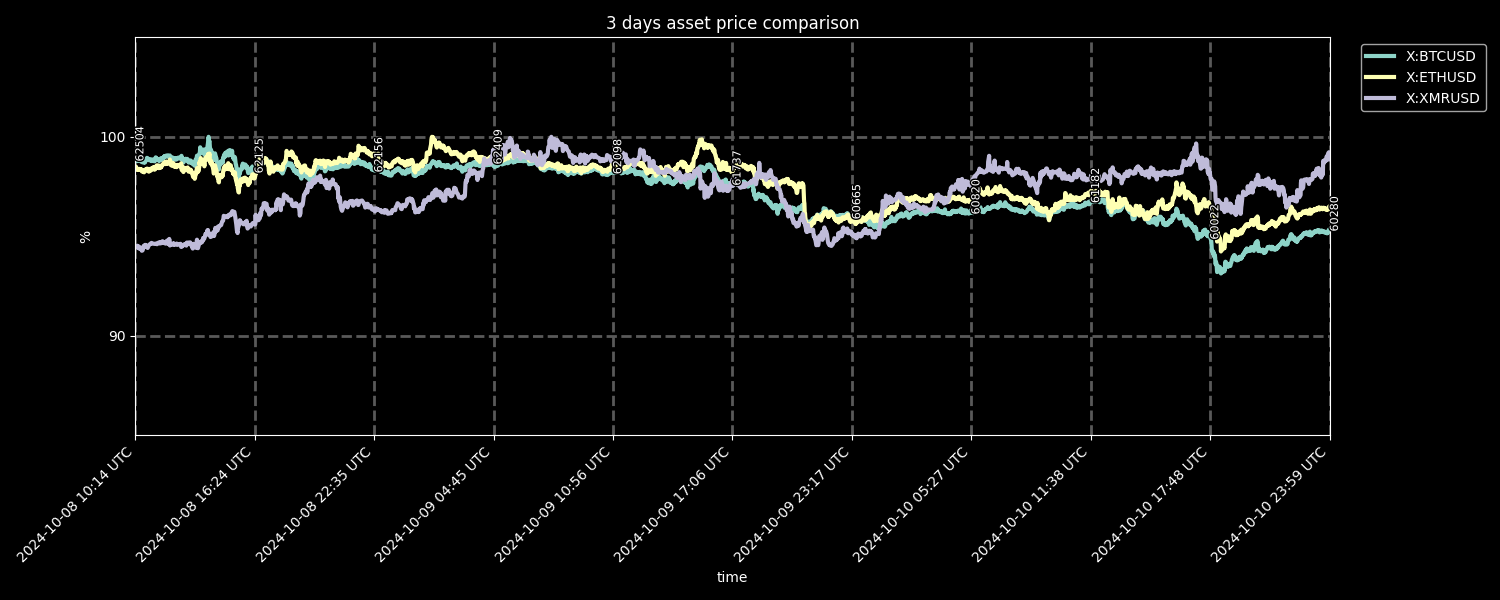 3 days asset price comparison
X:BTCUSD
X:ETHUSD
X:XMRUSD
100
90
%
62504
62125
62156
62409
62098
61737
60665
60820
61182
60022
60280
2024-10-08 10:14 UTC
2024-10-08 16:24 UTC
2024-10-08 22:35 UTC
2024-10-09 04:45 UTC
2024-10-09 10:56 UTC
2024-10-09 17:06 UTC
2024-10-09 23:17 UTC
2024-10-10 05:27 UTC
2024-10-10 11:38 UTC
2024-10-10 17:48 UTC
2024-10-10 23:59 UTC
time